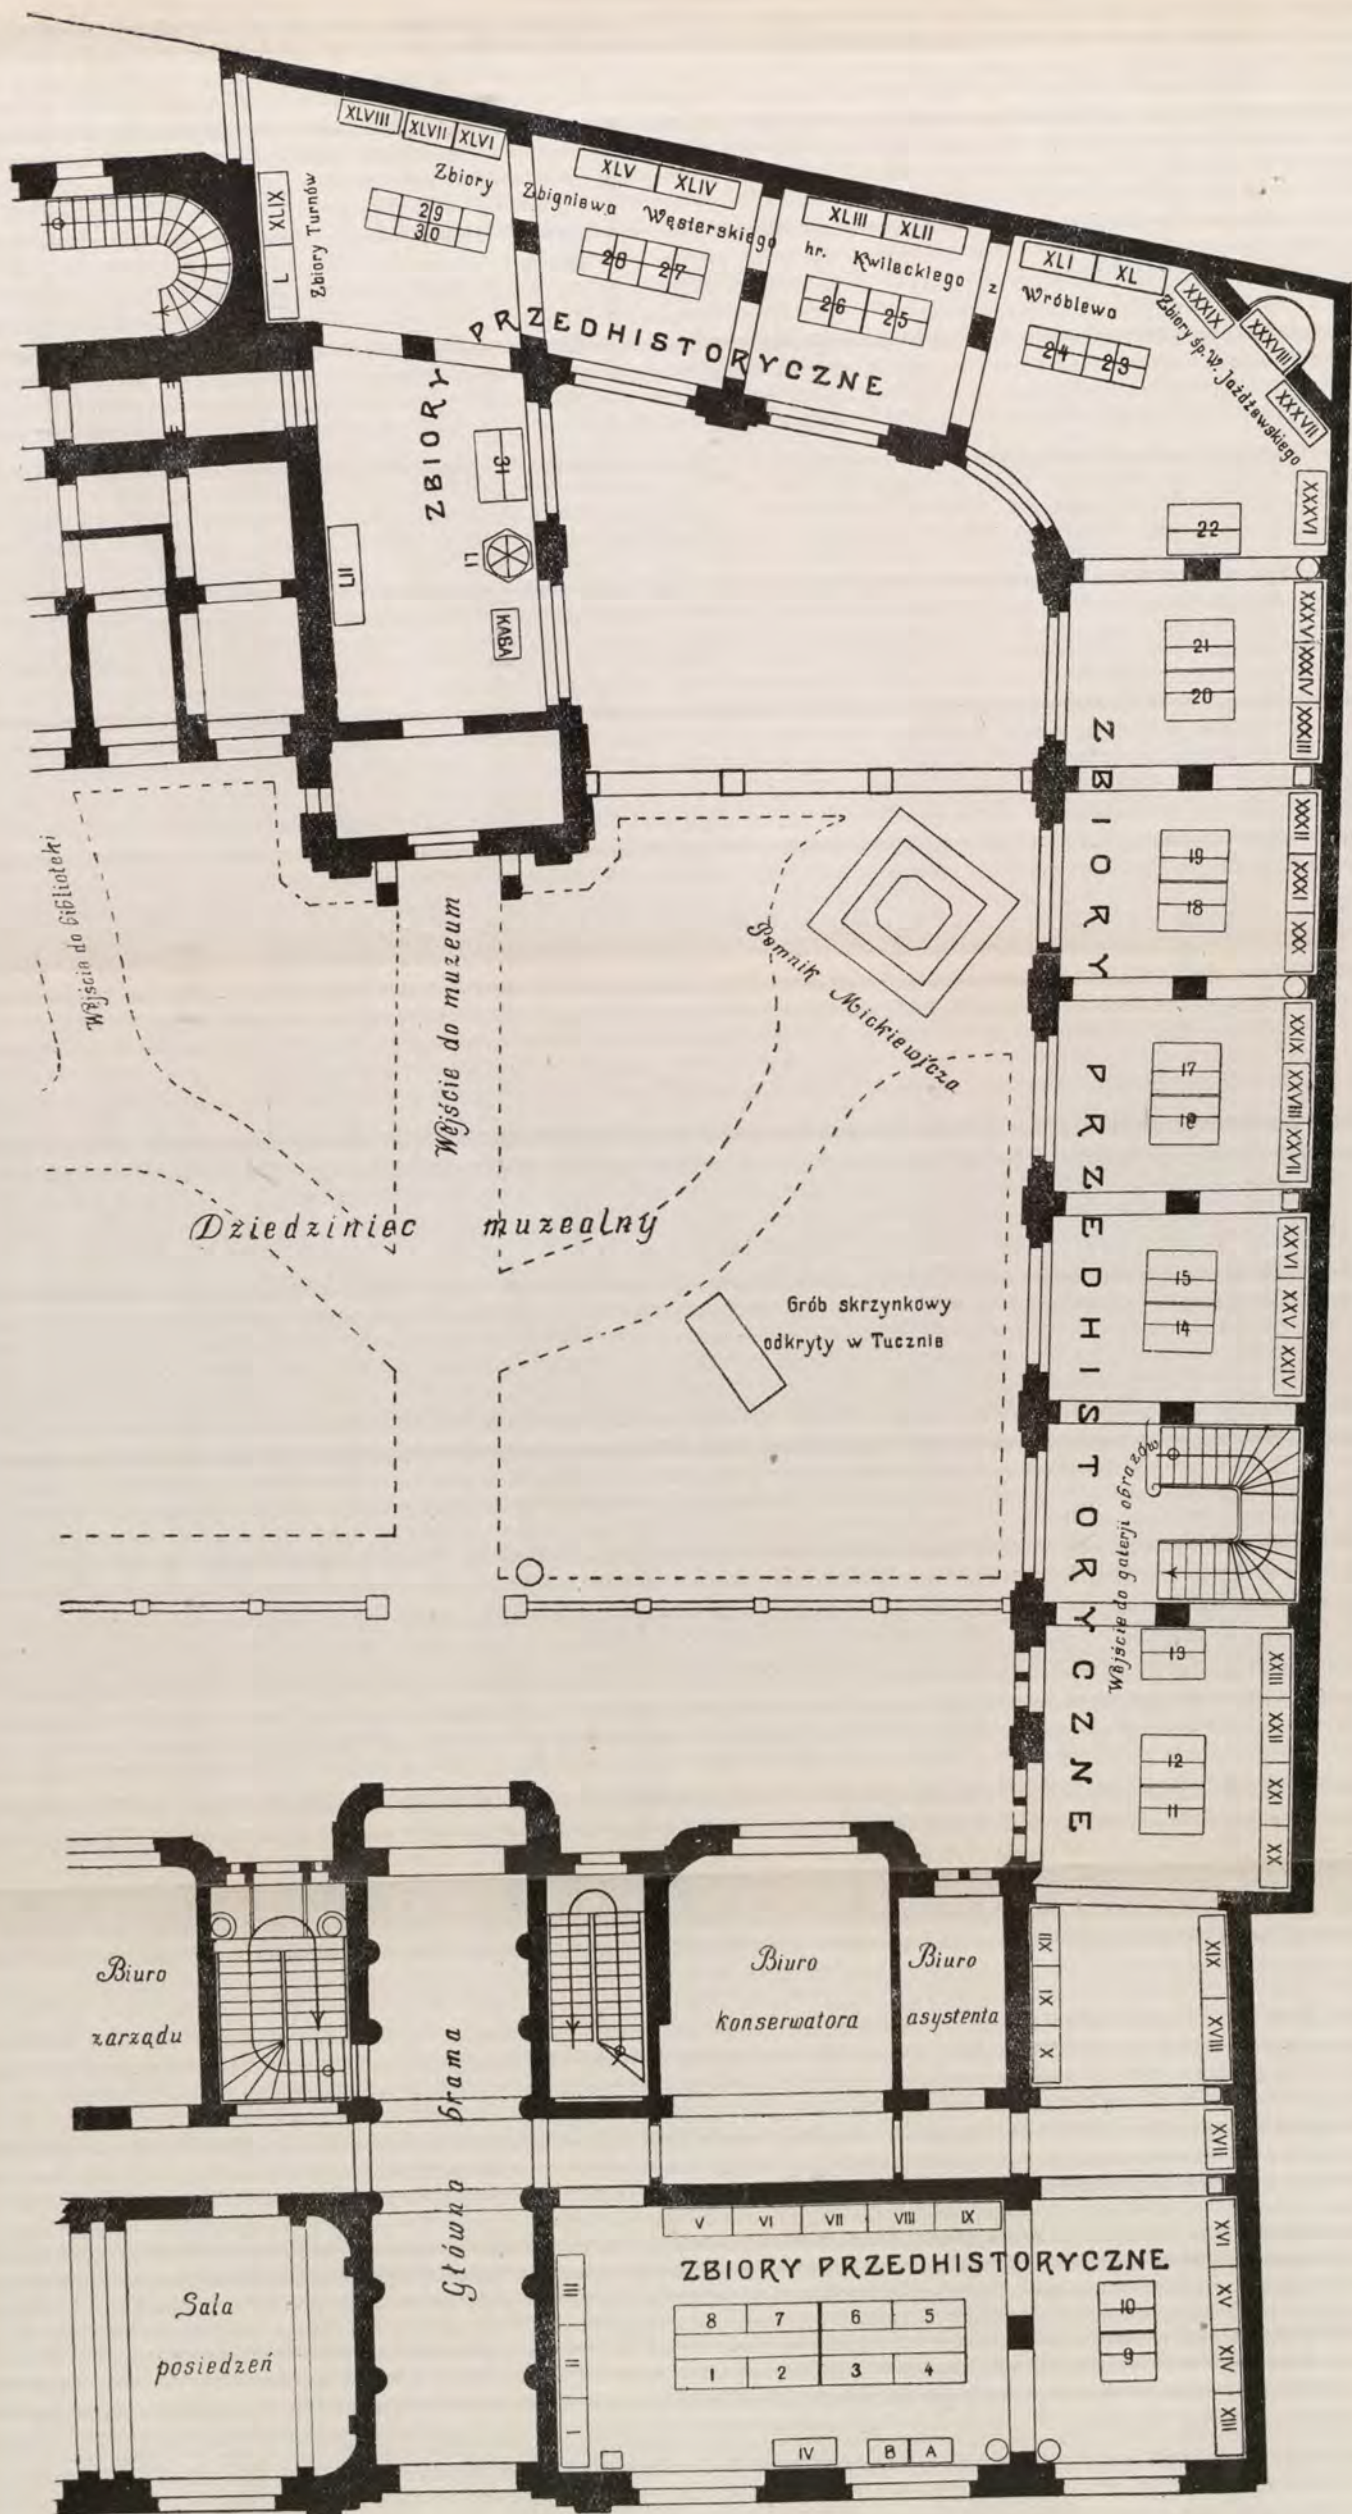 XLVIII XLVII XLVI
Zbiory
29
30
XLIX
L
Zbiory Turnów
XLV XLIV
Zbigniewa Węsierskiego
28 27
XLIII XLII
hr. Kwileckiego
26 25
z
XLI XL
Wróblewa
24 23
XXXIX
XXXVIII
XXXVII
Zbiory śp. W. Jażdżewskiego
XXXVI
22
ZBIORY PRZEDHISTORYCZNE
31
LI
LII
KABA
XXXV
XXXIV
XXXIII
21
20
XXXII
XXXI
XXX
19
18
XXIX
XXVIII
XXVII
17
16
XXVI
XXV
XXIV
15
14
ZBIORY PRZEDHISTORYCZNE
Wejście do biblioteki
Wejście do muzeum
Pomnik Mickiewicza
Dziedziniec muzealny
Grób skrzynkowy
odkryty w Tucznie
Wejście do galerji obrazów
13
12
11
XXIII
XXII
XXI
XX
Biuro
zarządu
Główna brama
Biuro
konserwatora
Biuro
asystenta
XII
XI
X
XIX
XVIII
XVII
Sala
posiedzeń
V VI VII VIII IX
ZBIORY PRZEDHISTORYCZNE
III
II
I
8 7 6 5
1 2 3 4
IV B A
10
9
XVI
XV
XIV
XIII